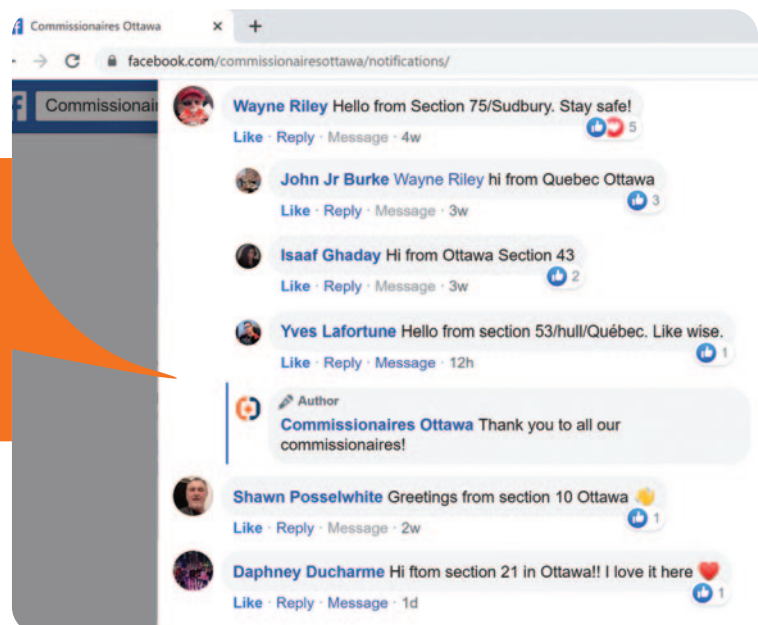 Commissionaires Ottawa × +
facebook.com/commissionairesottawa/notifications/
Commissionai
Wayne Riley Hello from Section 75/Sudbury. Stay safe!
5
Like · Reply · Message · 4w
John Jr Burke Wayne Riley hi from Quebec Ottawa
3
Like · Reply · Message · 3w
Isaaf Ghaday Hi from Ottawa Section 43
2
Like · Reply · Message · 3w
Yves Lafortune Hello from section 53/hull/Québec. Like wise.
1
Like · Reply · Message · 12h
Author
Commissionaires Ottawa Thank you to all our
commissionaires!
Shawn Posselwhite Greetings from section 10 Ottawa 👋
1
Like · Reply · Message · 2w
Daphney Ducharme Hi ftom section 21 in Ottawa!! I love it here ❤️
1
Like · Reply · Message · 1d